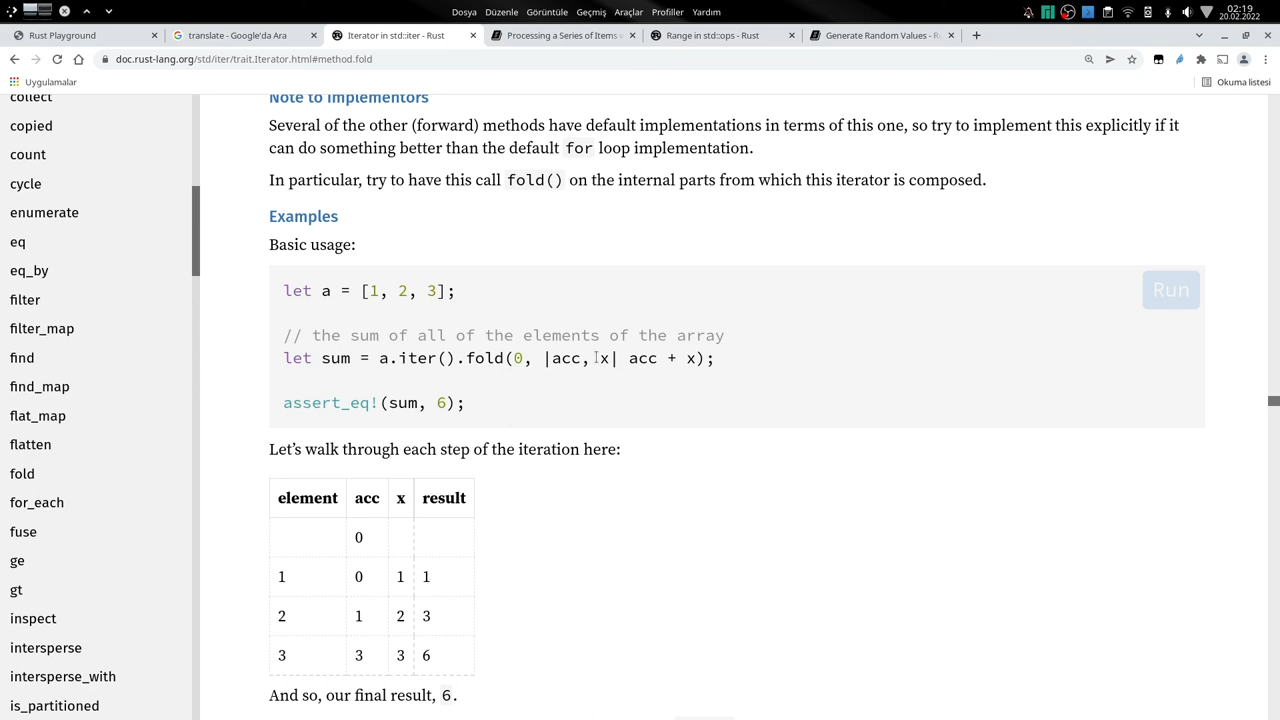 Dosya Düzenle Görüntüle Geçmiş Araçlar Profiller Yardım
02:19
20.02.2022
Rust Playground
translate - Google'da Ara
Iterator in std::iter - Rust
Processing a Series of Items
Range in std::ops - Rust
Generate Random Values - R
doc.rust-lang.org/std/iter/trait.Iterator.html#method.fold
Uygulamalar
Okuma listesi
collect
copied
count
cycle
enumerate
eq
eq_by
filter
filter_map
find
find_map
flat_map
flatten
fold
for_each
fuse
ge
gt
inspect
intersperse
intersperse_with
is_partitioned
Note to Implementors
Several of the other (forward) methods have default implementations in terms of this one, so try to implement this explicitly if it
can do something better than the default for loop implementation.
In particular, try to have this call fold() on the internal parts from which this iterator is composed.
Examples
Basic usage:
Run
let a = [1, 2, 3];
// the sum of all of the elements of the array
let sum = a.iter().fold(0, |acc, x| acc + x);
assert_eq!(sum, 6);
Let’s walk through each step of the iteration here:
element acc x result
0
1 0 1 1
2 1 2 3
3 3 3 6
And so, our final result, 6.